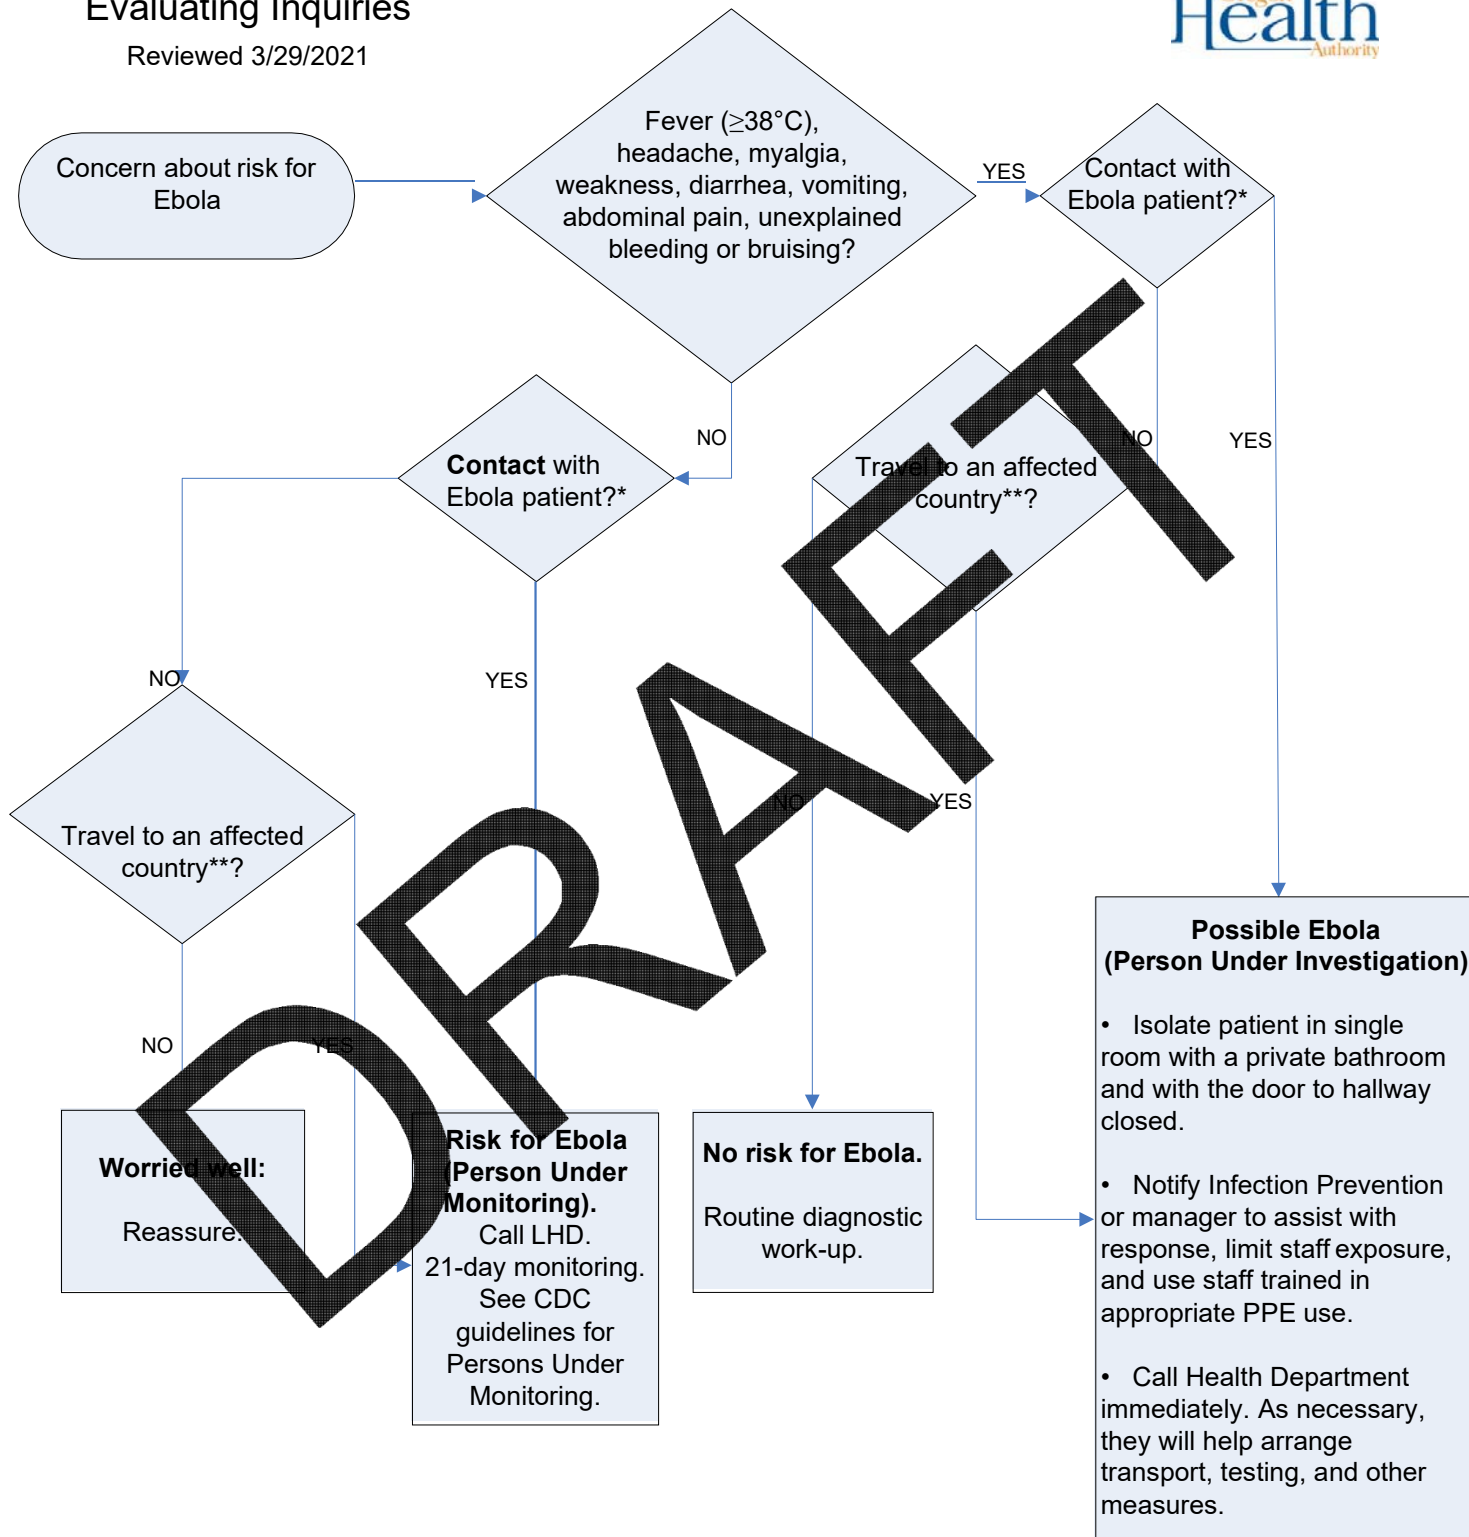 Evaluating Inquiries
Reviewed 3/29/2021
Health
Authority
Concern about risk for
Ebola
Fever (≥38°C),
headache, myalgia,
weakness, diarrhea, vomiting,
abdominal pain, unexplained
bleeding or bruising?
YES
Contact with
Ebola patient?*
NO
Contact with
Ebola patient?*
Travel to an affected
country**?
NO
YES
NO
YES
Travel to an affected
country**?
NO
YES
NO
YES
Worried well:
Reassure.
Risk for Ebola
(Person Under
Monitoring).
Call LHD.
21-day monitoring.
See CDC
guidelines for
Persons Under
Monitoring.
No risk for Ebola.
Routine diagnostic
work-up.
Possible Ebola
(Person Under Investigation)
• Isolate patient in single
room with a private bathroom
and with the door to hallway
closed.
• Notify Infection Prevention
or manager to assist with
response, limit staff exposure,
and use staff trained in
appropriate PPE use.
• Call Health Department
immediately. As necessary,
they will help arrange
transport, testing, and other
measures.
DRAFT